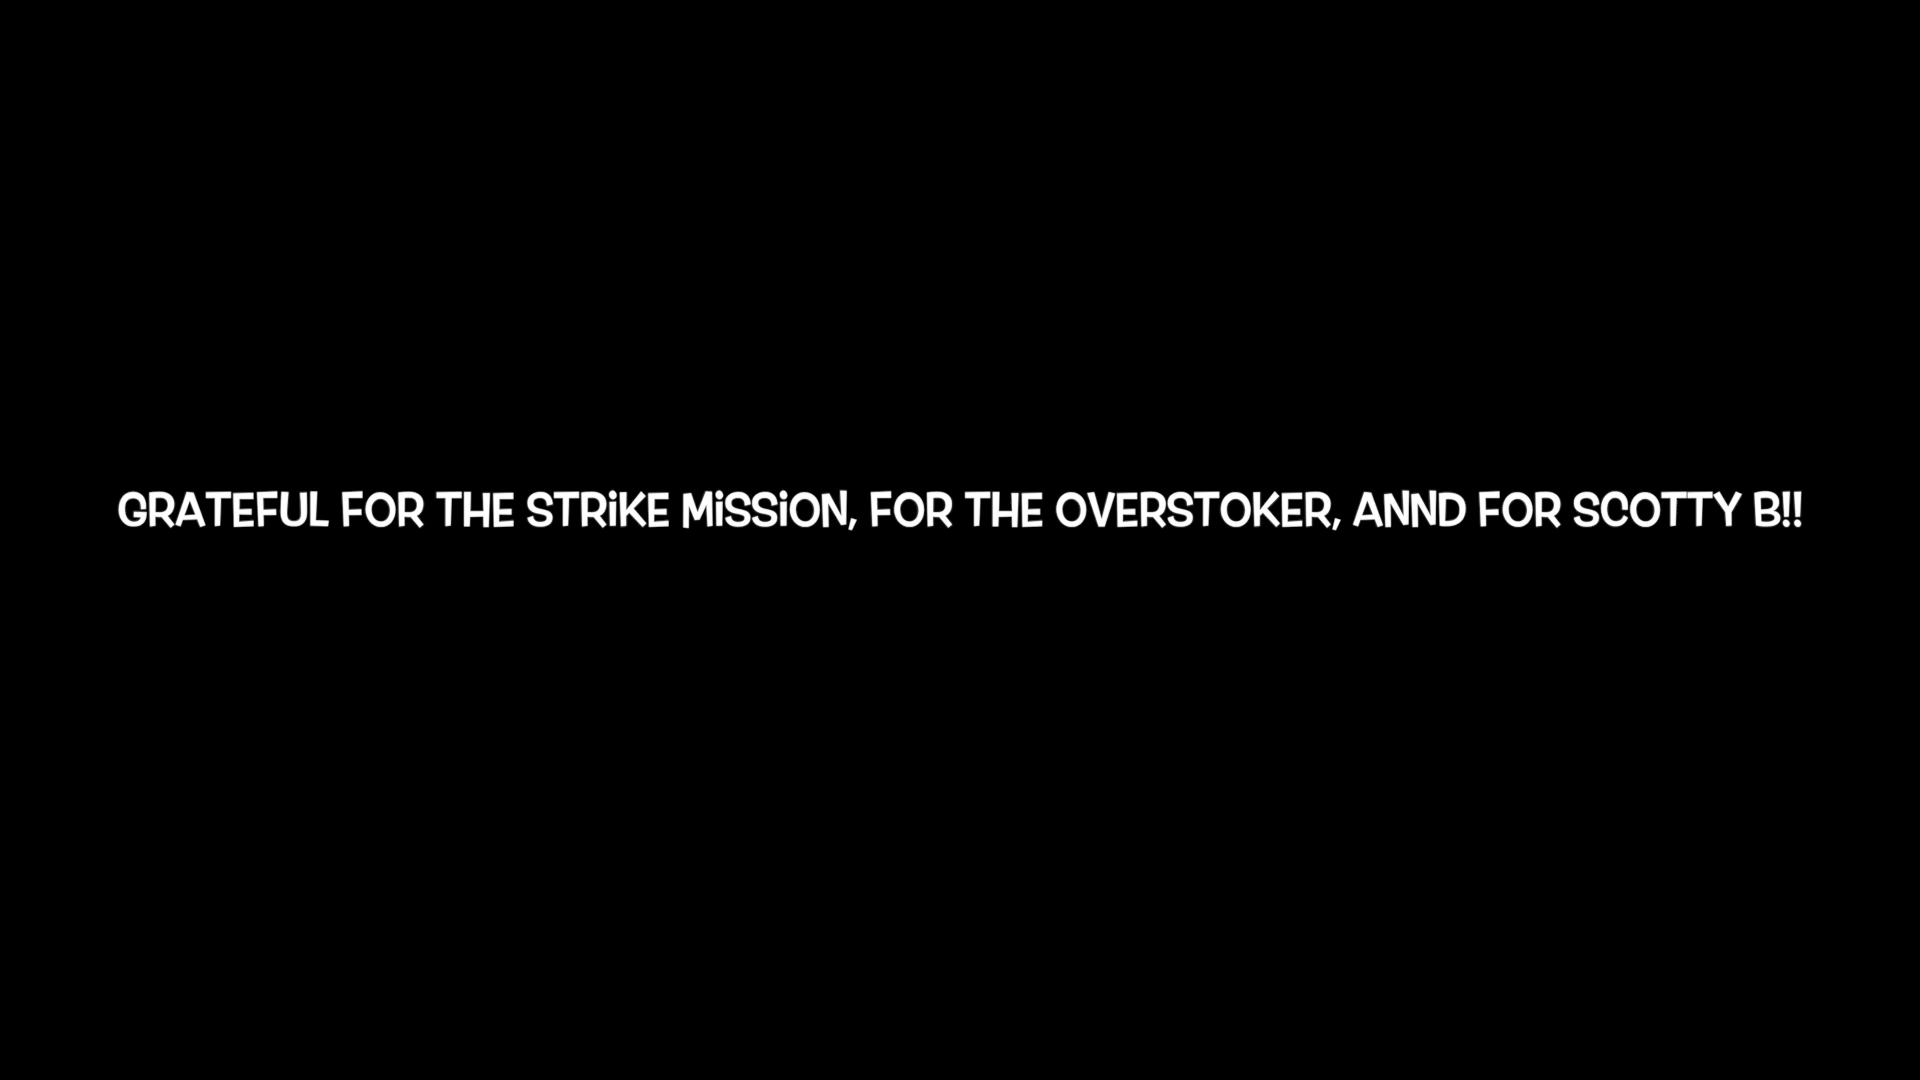 GRATEFUL FOR THE STRiKE MiSSiON, FOR THE OVERSTOKER, ANND FOR SCOTTY B!!